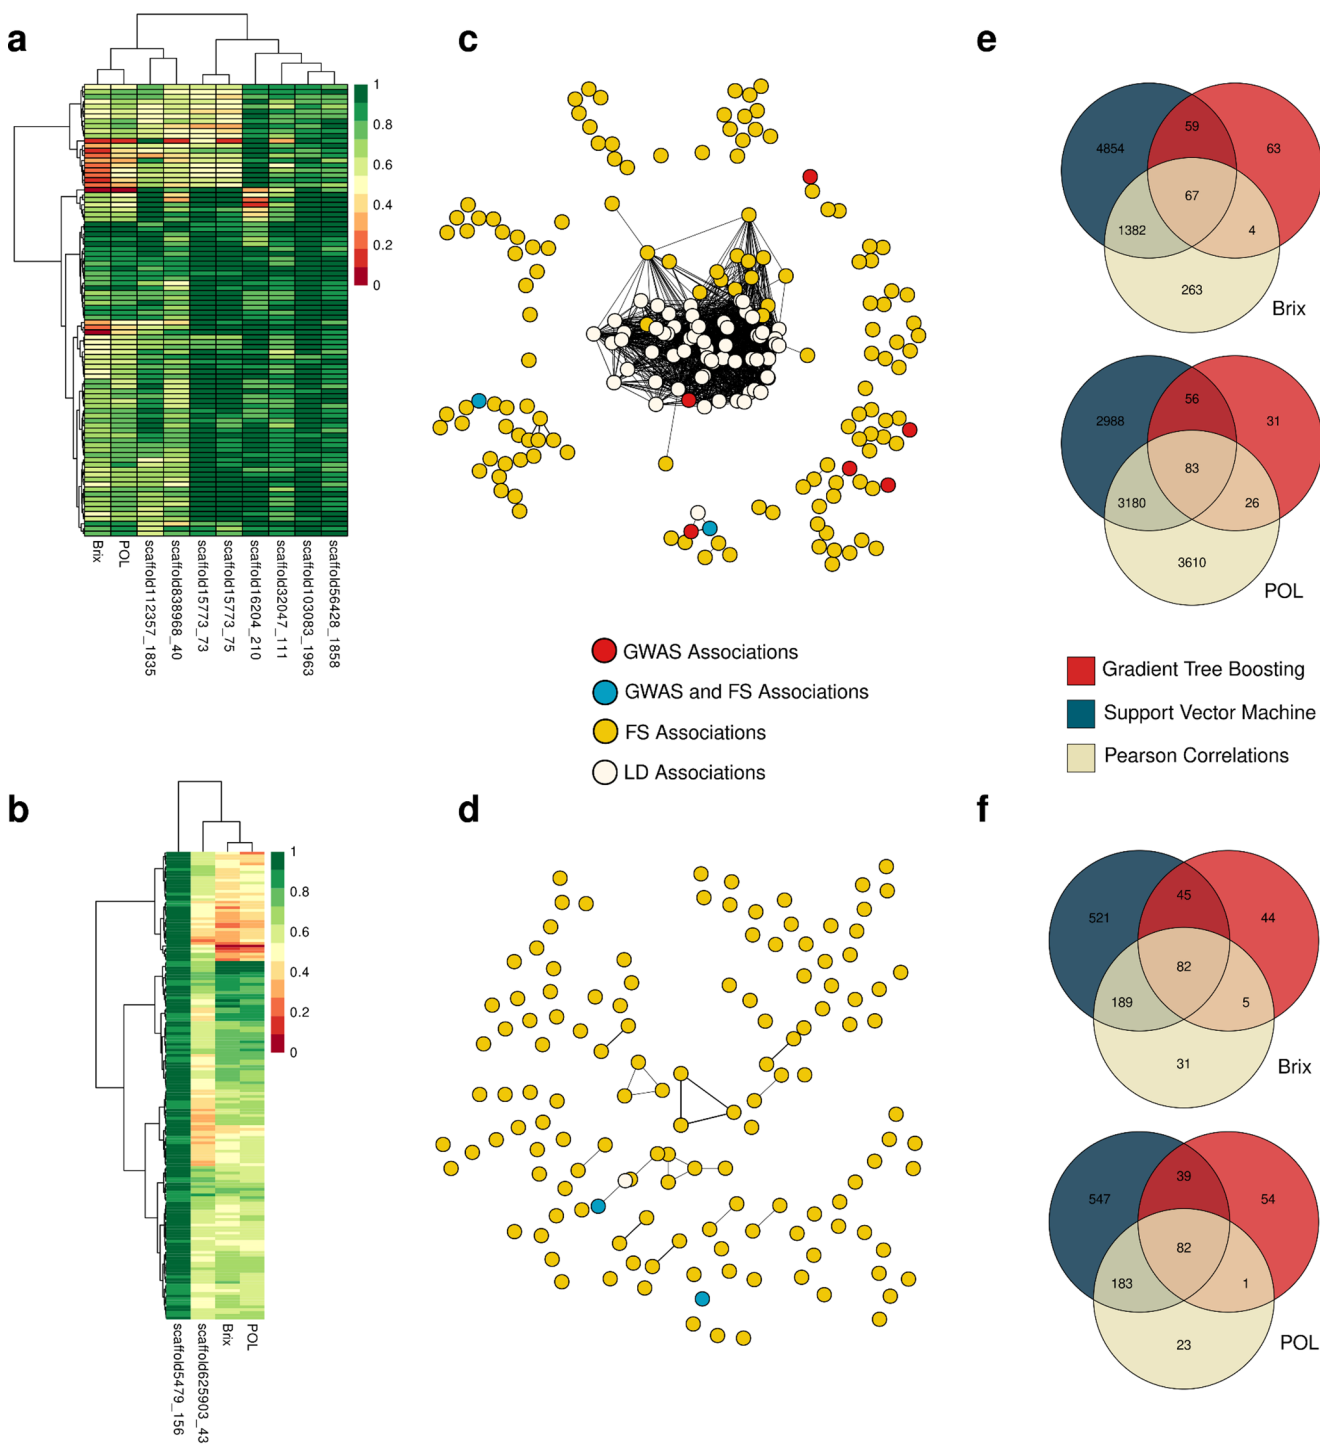 a
1
0.8
0.6
0.4
0.2
0
Brix
POL
scaffold112357_1835
scaffold838968_40
scaffold15773_73
scaffold15773_75
scaffold16204_210
scaffold32047_111
scaffold103083_1963
scaffold56428_1858
b
1
0.8
0.6
0.4
0.2
0
scaffold5479_156
scaffold625903_43
Brix
POL
c
GWAS Associations
GWAS and FS Associations
FS Associations
LD Associations
d
e
4854
59
63
67
1382
4
263
Brix
2988
56
31
83
3180
26
3610
POL
Gradient Tree Boosting
Support Vector Machine
Pearson Correlations
f
521
45
44
82
189
5
31
Brix
547
39
54
82
183
1
23
POL